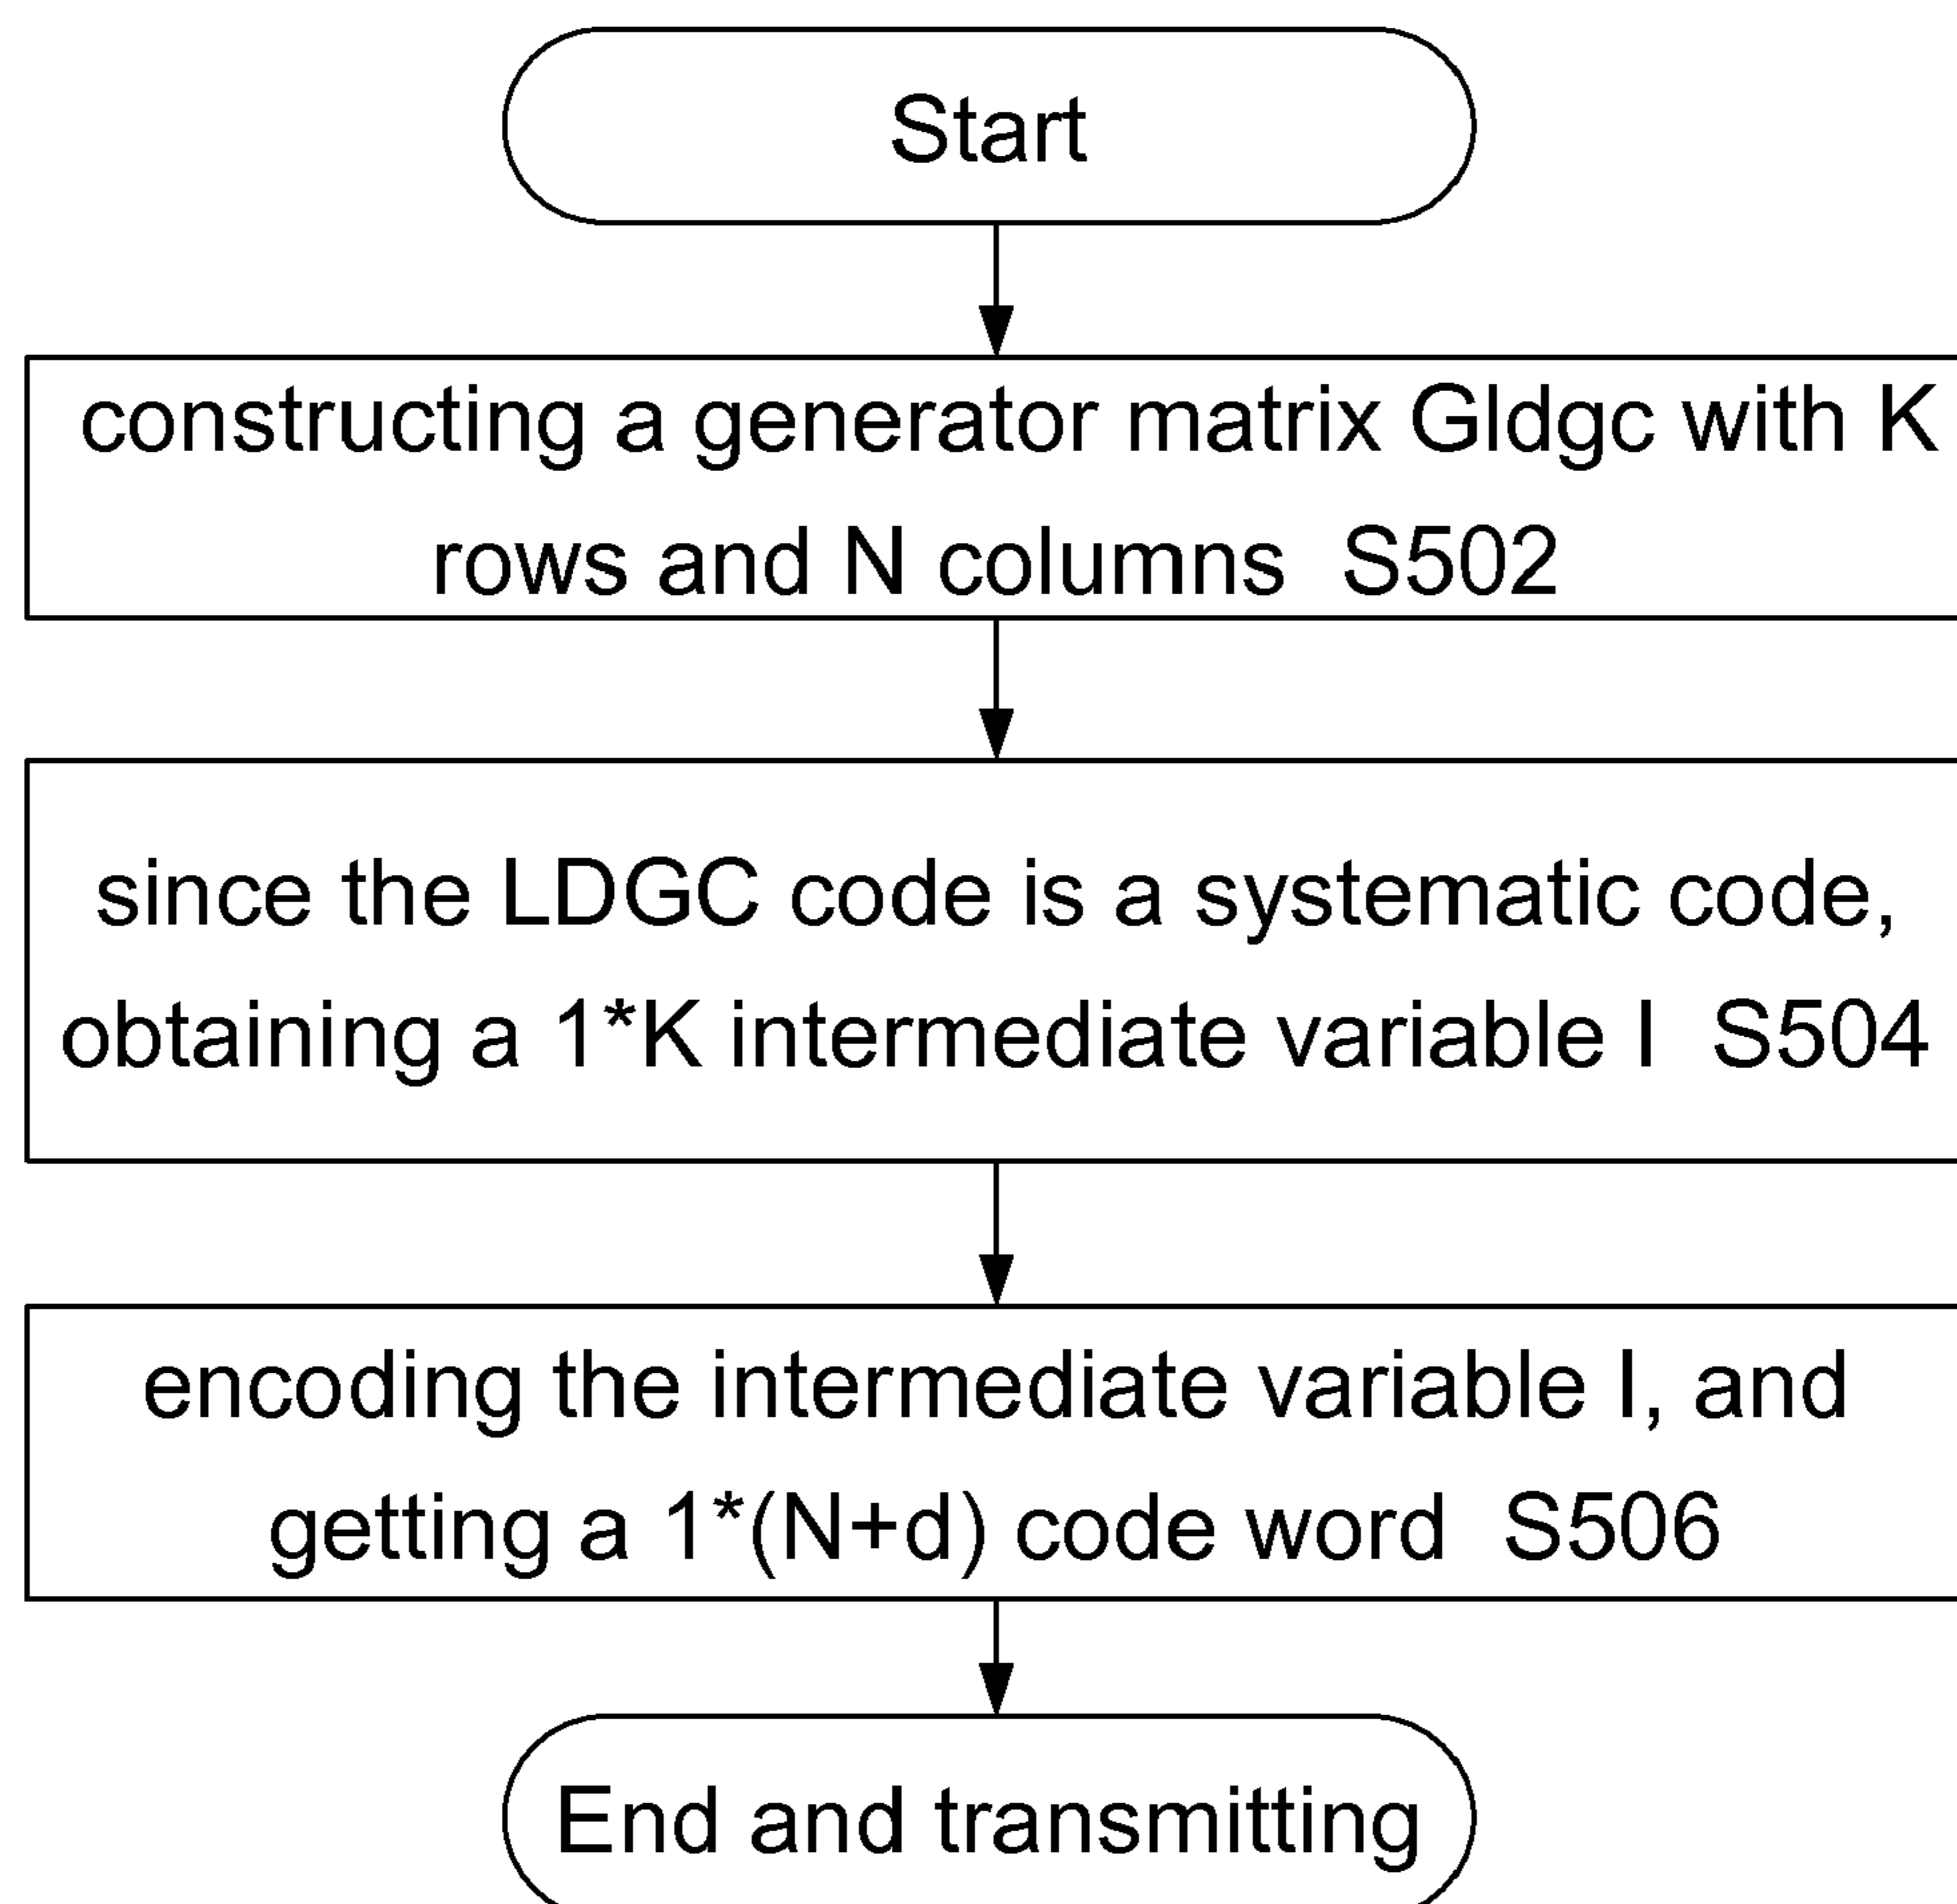 Start
constructing a generator matrix Gldgc with K
rows and N columns S502
since the LDGC code is a systematic code,
obtaining a 1*K intermediate variable I S504
encoding the intermediate variable I, and
getting a 1*(N+d) code word S506
End and transmitting